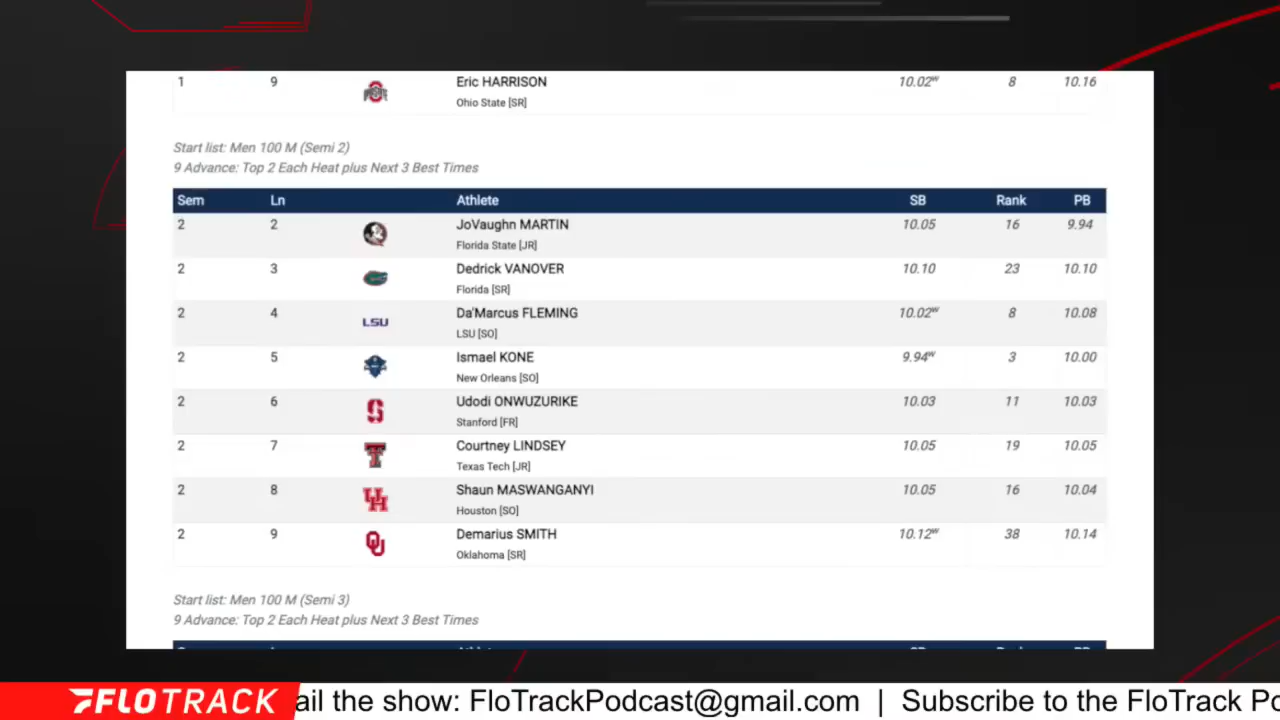 1 9 Eric HARRISON 10.02w 8 10.16
Ohio State [SR]
Start list: Men 100 M (Semi 2)
9 Advance: Top 2 Each Heat plus Next 3 Best Times
Sem Ln Athlete SB Rank PB
2 2 JoVaughn MARTIN 10.05 16 9.94
Florida State [JR]
2 3 Dedrick VANOVER 10.10 23 10.10
Florida [SR]
2 4 Da'Marcus FLEMING 10.02w 8 10.08
LSU
LSU [SO]
2 5 Ismael KONE 9.94w 3 10.00
New Orleans [SO]
2 6 Udodi ONWUZURIKE 10.03 11 10.03
Stanford [FR]
2 7 Courtney LINDSEY 10.05 19 10.05
Texas Tech [JR]
2 8 Shaun MASWANGANYI 10.05 16 10.04
Houston [SO]
2 9 Demarius SMITH 10.12w 38 10.14
Oklahoma [SR]
Start list: Men 100 M (Semi 3)
9 Advance: Top 2 Each Heat plus Next 3 Best Times
FLOTRACK ail the show: FloTrackPodcast@gmail.com | Subscribe to the FloTrack Po